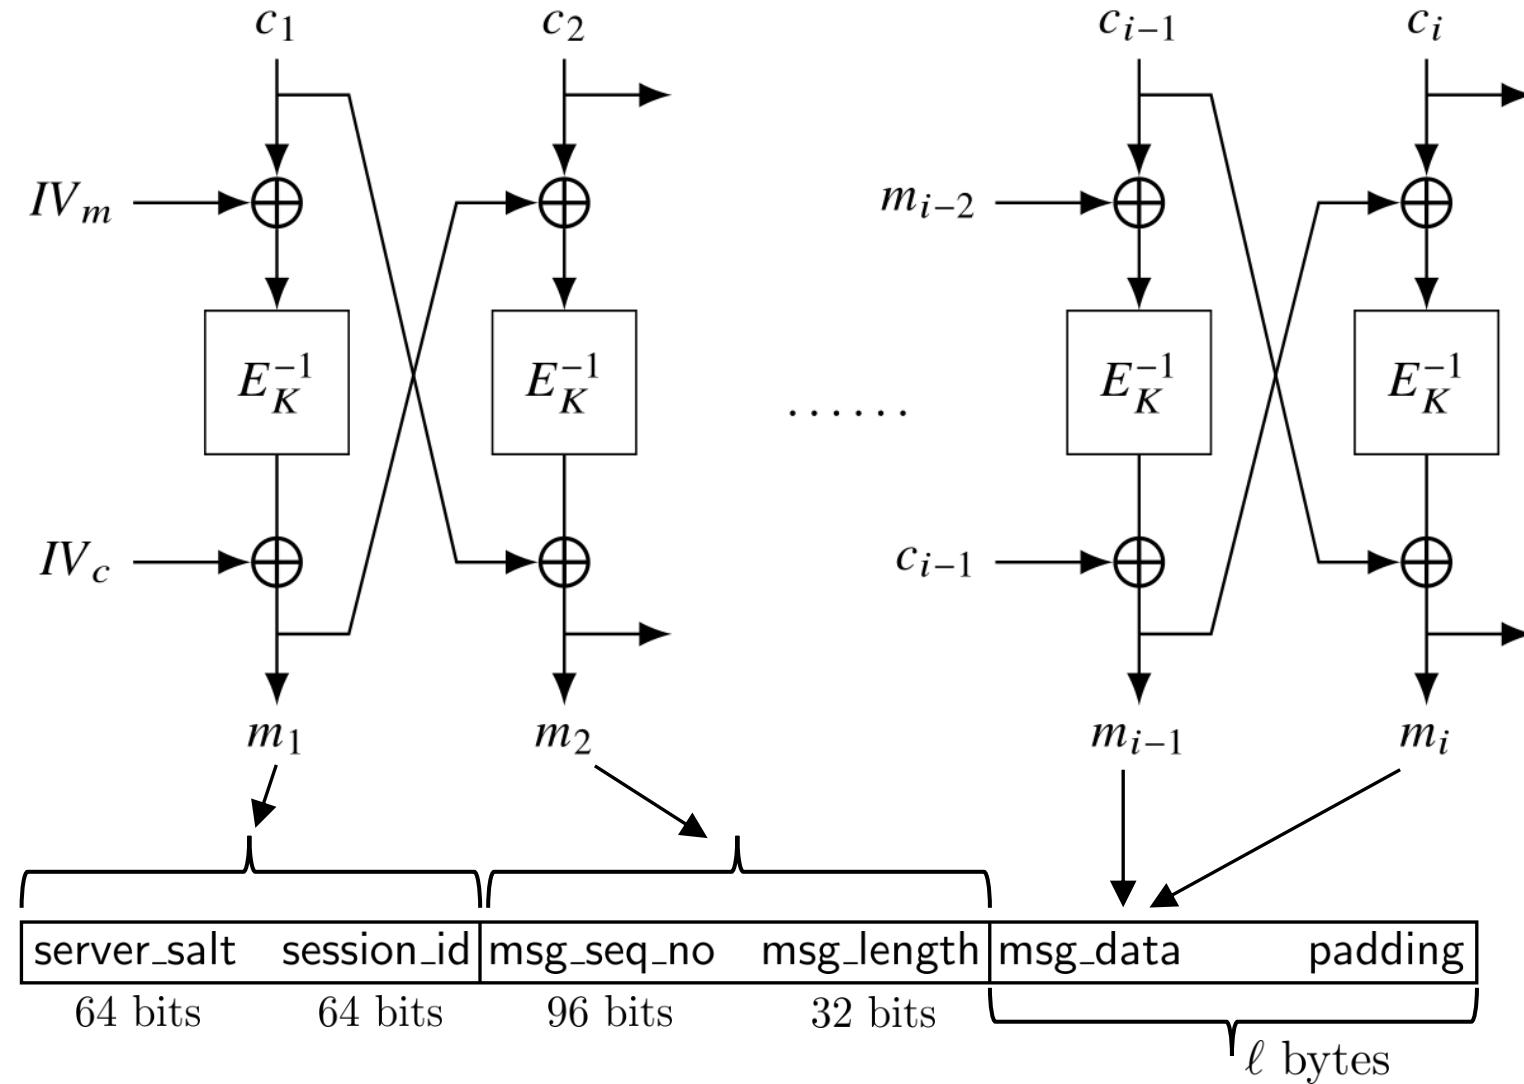 c₁ c₂ cᵢ₋₁ cᵢ
IVₘ mᵢ₋₂
E_K⁻¹ E_K⁻¹ ...... E_K⁻¹ E_K⁻¹
IV_c cᵢ₋₁
m₁ m₂ mᵢ₋₁ mᵢ
server_salt session_id msg_seq_no msg_length msg_data padding
64 bits 64 bits 96 bits 32 bits
ℓ bytes